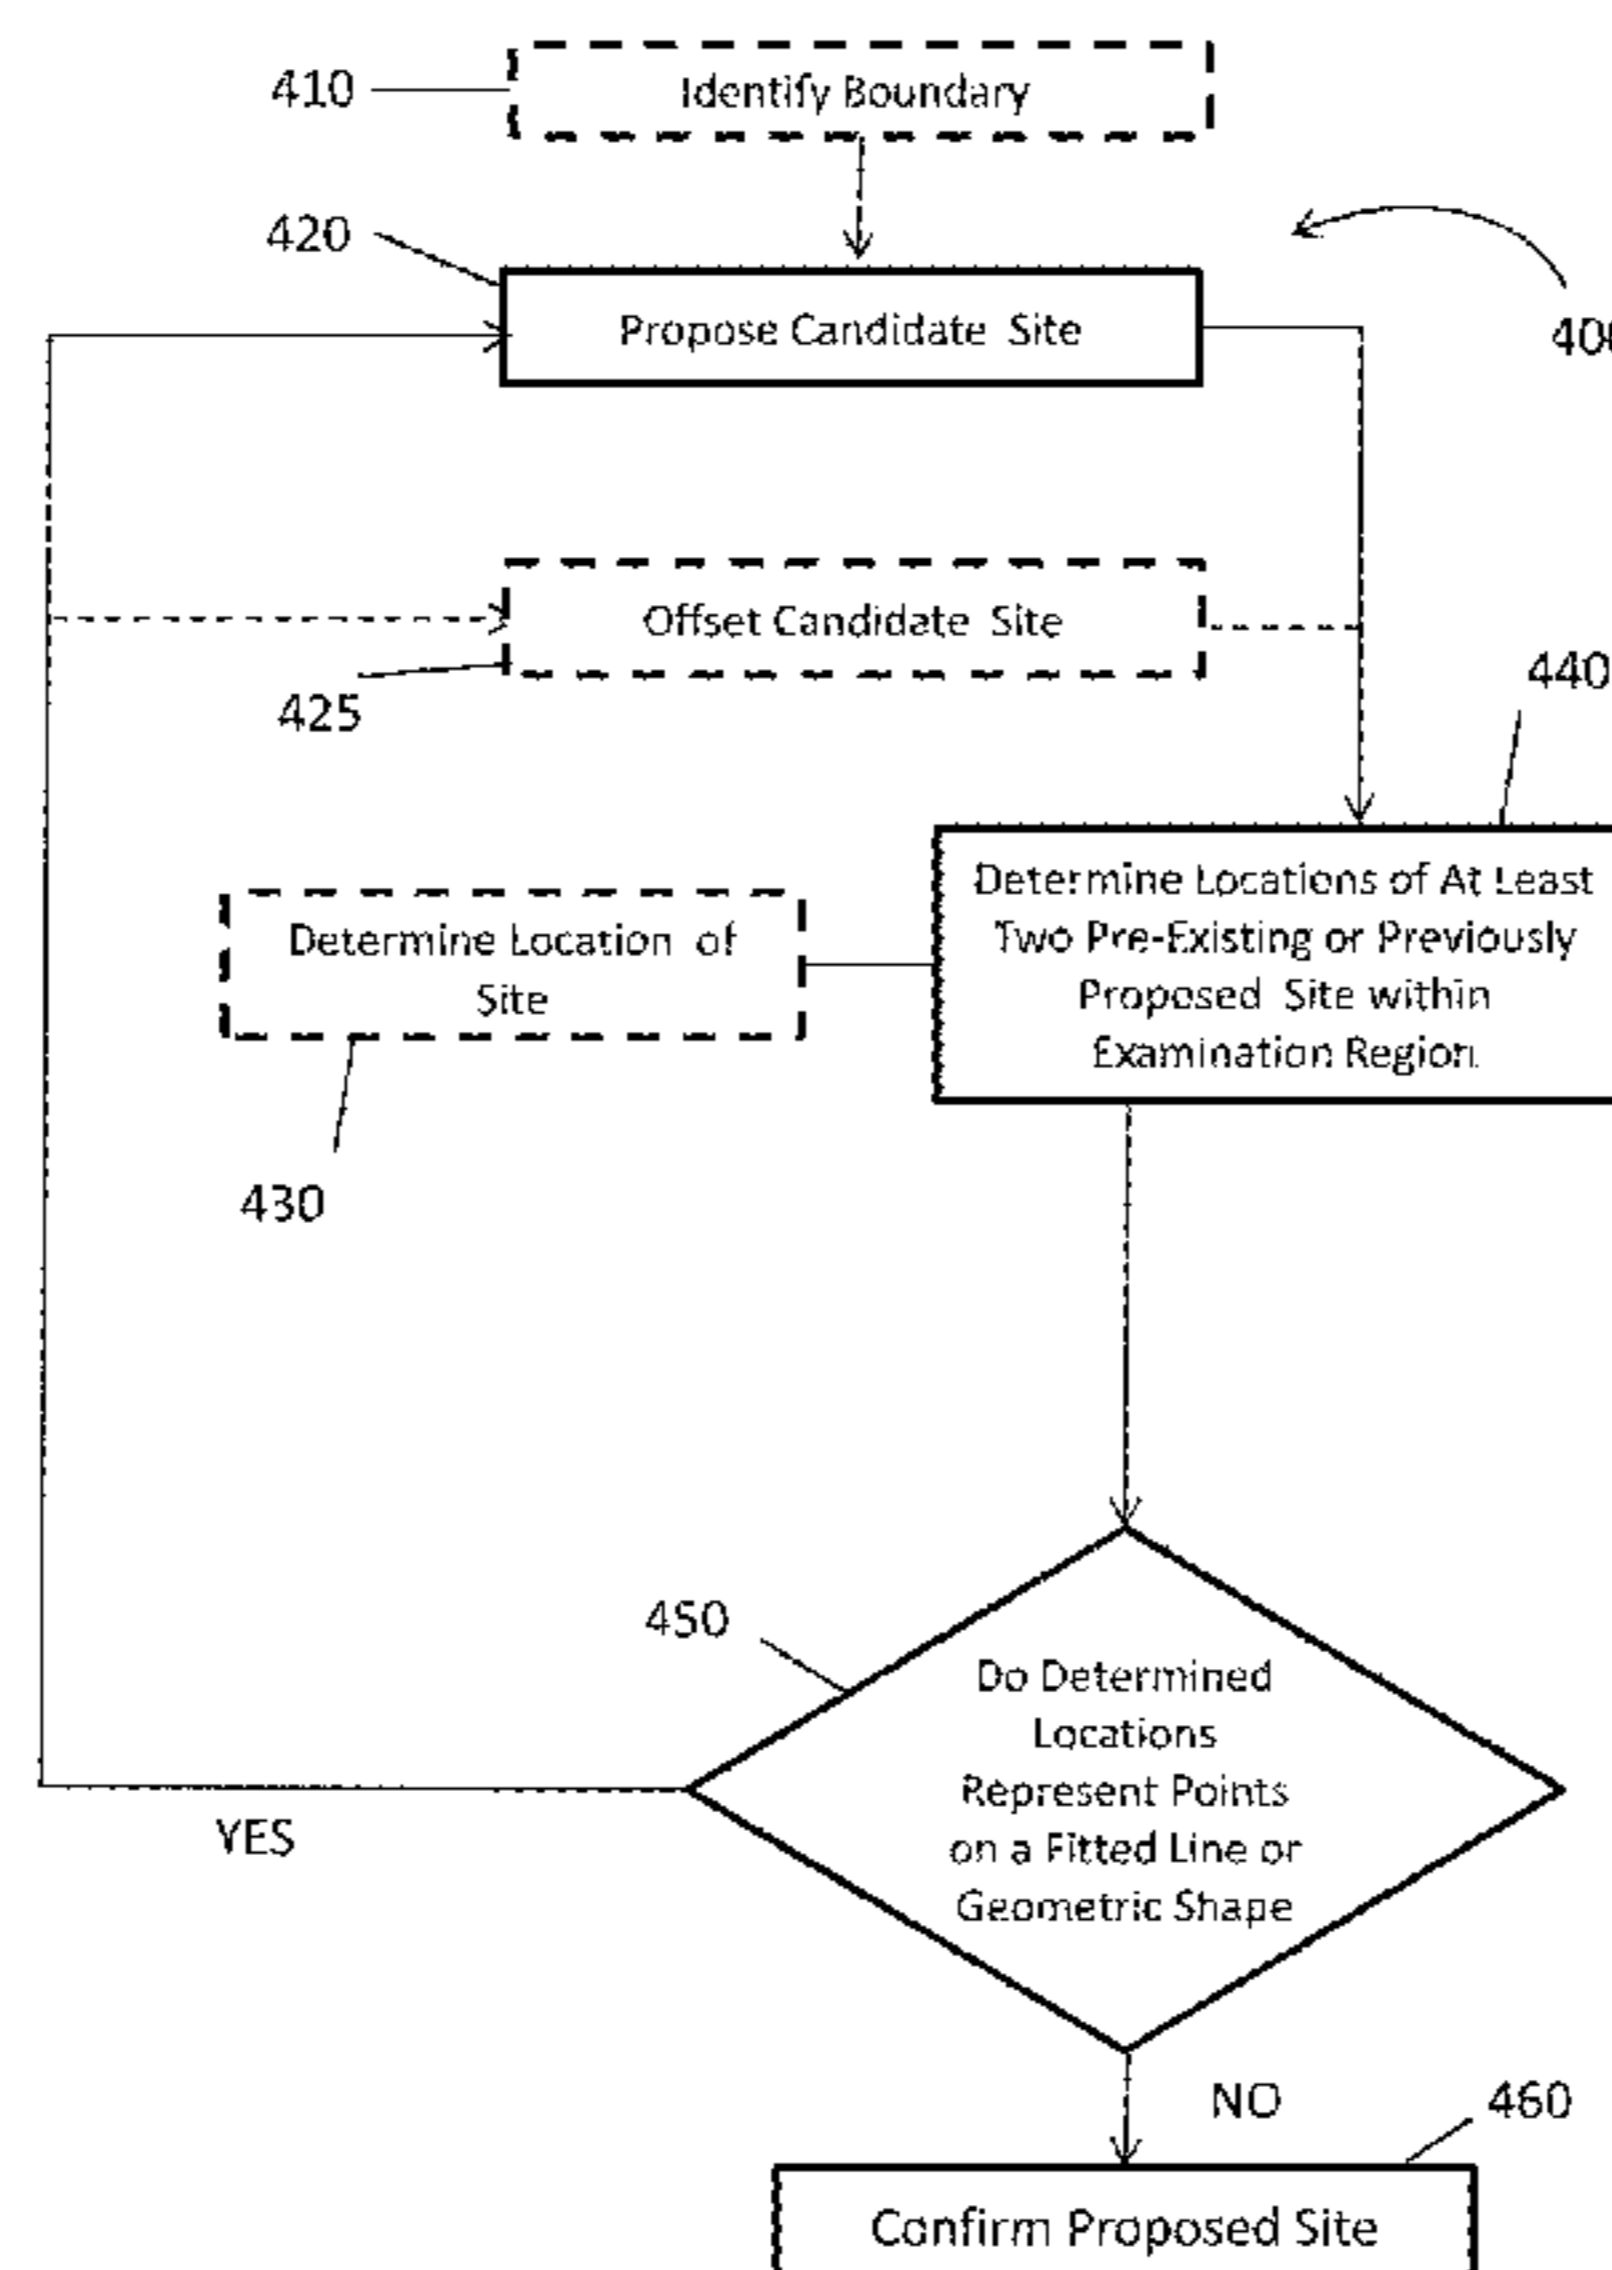 410
Identify Boundary
420
Propose Candidate Site
Offset Candidate Site
425
440
Determine Locations of At Least
Two Pre-Existing or Previously
Proposed Site within
Examination Region
Determine Location of
Site
430
450
Do Determined
Locations
Represent Points
on a Fitted Line or
Geometric Shape
YES
NO
460
Confirm Proposed Site